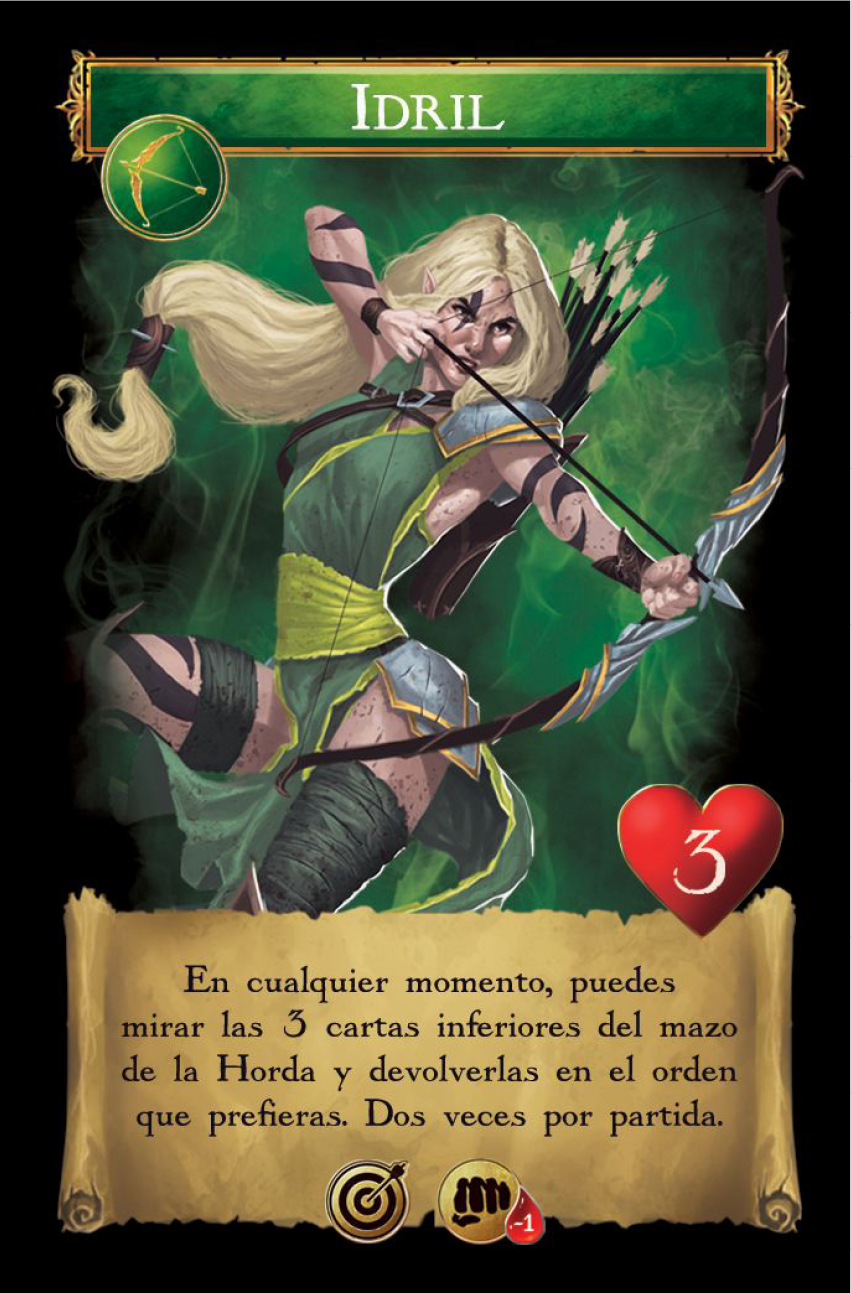 Idril
3
En cualquier momento, puedes
mirar las 3 cartas inferiores del mazo
de la Horda y devolverlas en el orden
que prefieras. Dos veces por partida.
-1